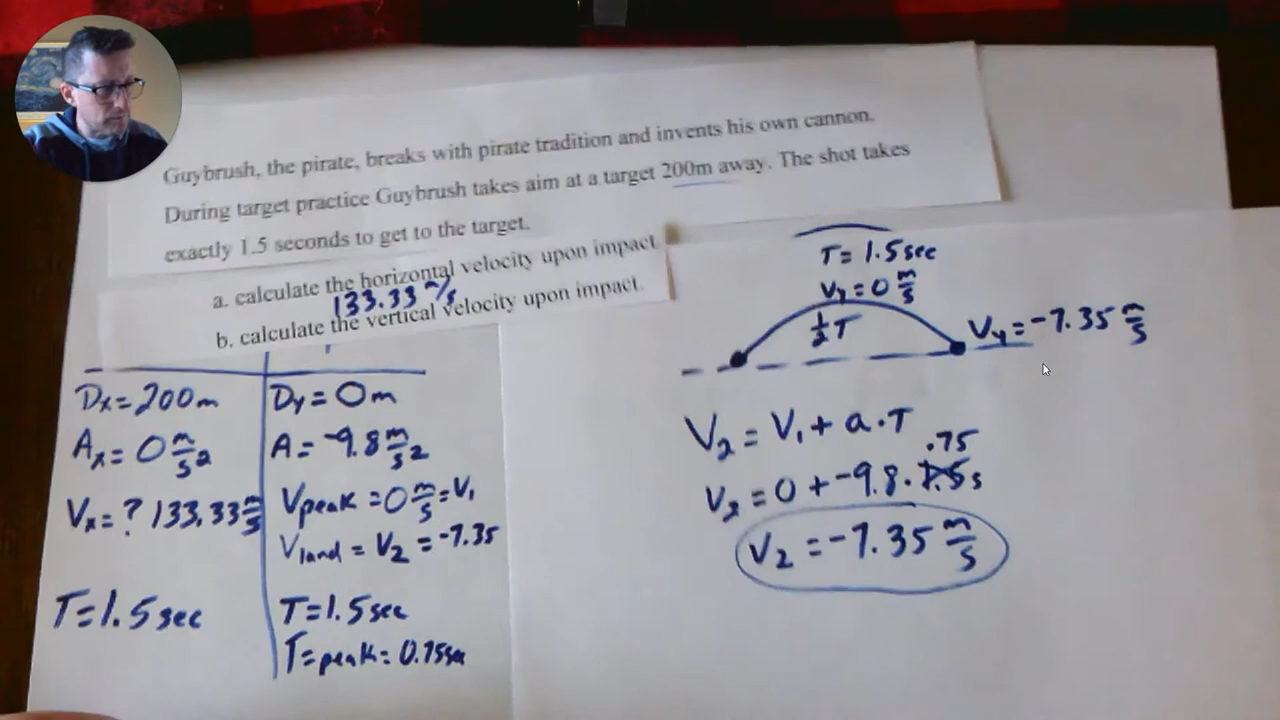 Guybrush, the pirate, breaks with pirate tradition and invents his own cannon.
During target practice Guybrush takes aim at a target 200m away. The shot takes
exactly 1.5 seconds to get to the target.
a. calculate the horizontal velocity upon impact
133.33 m/s
b. calculate the vertical velocity upon impact.
Dx = 200m
Ax = 0 m/s2
Vx = ? 133.33 m/s
T = 1.5 sec
Dy = 0m
A = -9.8 m/s2
Vpeak = 0 m/s = V1
Vland = V2 = -7.35
T = 1.5 sec
T=peak = 0.75sec
T = 1.5 sec
Vy = 0 m/s
1/2 T
Vy = -7.35 m/s
V2 = V1 + a·T
.75
V2 = 0 + -9.8 · 1.5 s
V2 = -7.35 m/s